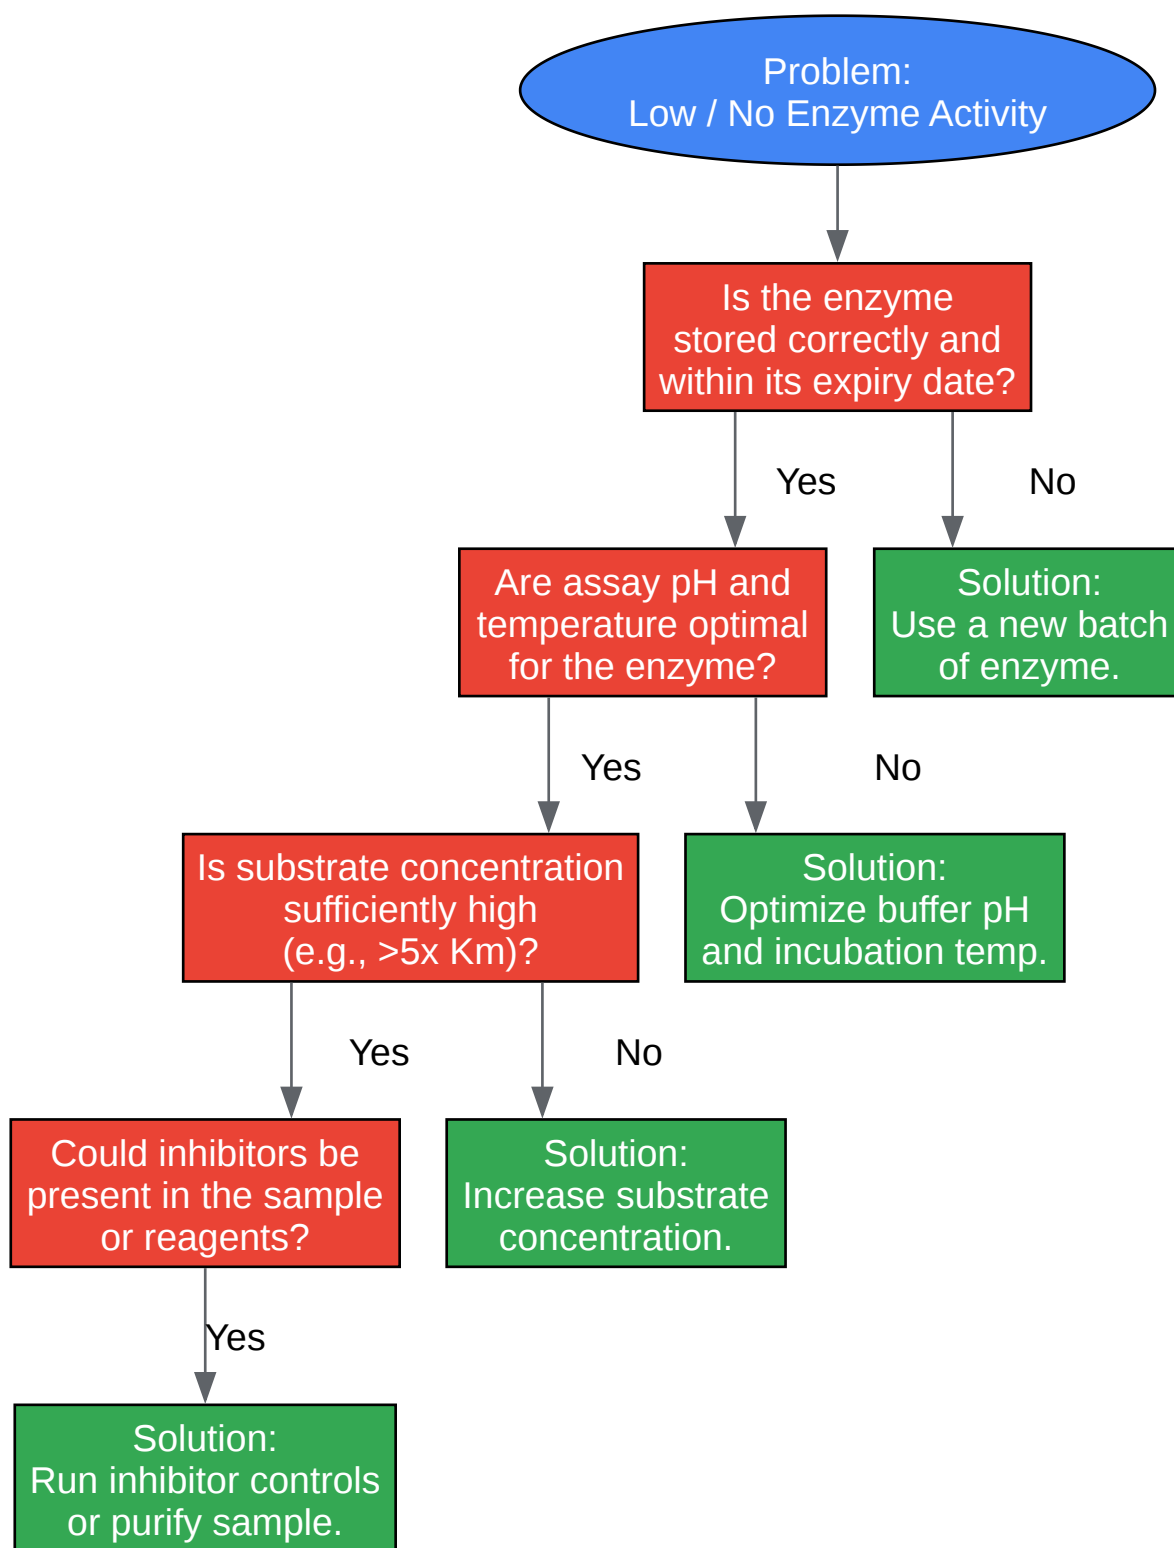 Problem:
Low / No Enzyme Activity
Is the enzyme
stored correctly and
within its expiry date?
Yes
No
Are assay pH and
temperature optimal
for the enzyme?
Solution:
Use a new batch
of enzyme.
Yes
No
Is substrate concentration
sufficiently high
(e.g., >5x Km)?
Solution:
Optimize buffer pH
and incubation temp.
Yes
No
Could inhibitors be
present in the sample
or reagents?
Solution:
Increase substrate
concentration.
Yes
Solution:
Run inhibitor controls
or purify sample.